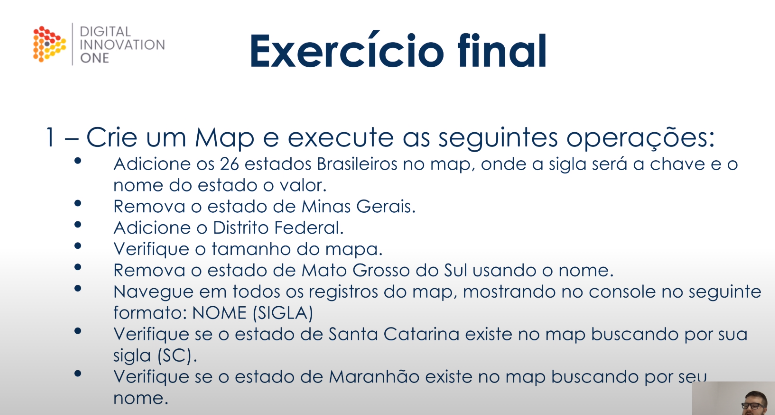 DIGITAL
INNOVATION
ONE
Exercício final
1 – Crie um Map e execute as seguintes operações:
• Adicione os 26 estados Brasileiros no map, onde a sigla será a chave e o
nome do estado o valor.
• Remova o estado de Minas Gerais.
• Adicione o Distrito Federal.
• Verifique o tamanho do mapa.
• Remova o estado de Mato Grosso do Sul usando o nome.
• Navegue em todos os registros do map, mostrando no console no seguinte
formato: NOME (SIGLA)
• Verifique se o estado de Santa Catarina existe no map buscando por sua
sigla (SC).
• Verifique se o estado de Maranhão existe no map buscando por seu
nome.